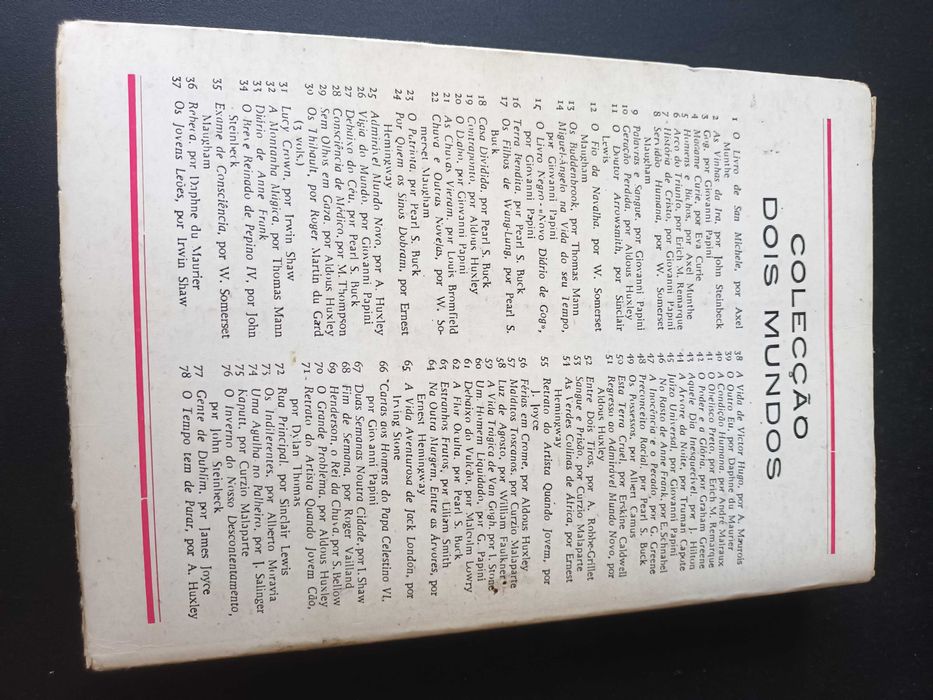 COLECÇÃO
DOIS MUNDOS
1 O Livro de San Michele, por Axel
Munthe
2 As Vinhas da Ira, por John Steinbeck
3 Gog, por Giovanni Papini
4 Madame Curie, por Eva Curie
5 Homens e Bichos, por Axel Munthe
6 Arco do Triunfo, por Erich M. Remarque
7 História de Cristo, por Giovanni Papini
8 Servidão Humana, por W. Somerset
Maugham
9 Palavras e Sangue, por Giovanni Papini
10 Geração Perdida, por Aldous Huxley
11 O Doutor Arrowsmith, por Sinclair
Lewis
12 O Fio da Navalha, por W. Somerset
Maugham
13 Os Buddenbrook, por Thomas Mann
14 Miguel-Ângelo na Vida do seu Tempo,
por Giovanni Papini
15 O Livro Negro-«Novo Diário de Gog»,
por Giovanni Papini
16 Terra Bendita, por Pearl S. Buck
17 Os Filhos de Wang-Lung, por Pearl S.
Buck
18 Casa Dividida, por Pearl S. Buck
19 Contraponto, por Aldous Huxley
20 O Diabo, por Giovanni Papini
21 As Chuvas Vieram, por Louis Bromfield
22 Chuva e Outras Novelas, por W. So-
merset Maugham
23 O Patriota, por Pearl S. Buck
24 Por Quem os Sinos Dobram, por Ernest
Hemingway
25 Admirável Mundo Novo, por A. Huxley
26 Vigia do Mundo, por Giovanni Papini
27 Debaixo do Céu, por Pearl S. Buck
28 Consciência de Médico, por M. Thompson
29 Sem Olhos em Gaza, por Aldous Huxley
30 Os Thibault, por Roger Martin du Gard
(3 vols.)
31 Lucy Crown, por Irwin Shaw
32 A Montanha Mágica, por Thomas Mann
33 Diário de Anne Frank
34 O Breve Reinado de Pepino IV, por John
Steinbeck
35 Exame de Consciência, por W. Somerset
Maugham
36 Rebeca, por Daphne du Maurier
37 Os Jovens Leões, por Irwin Shaw
38 A Vida de Victor Hugo, por A. Maurois
39 O Outro Eu, por Daphne du Maurier
40 A Condição Humana, por André Malraux
41 O Obelisco Preto, por Erich M. Remarque
42 O Poder e a Glória, por Graham Greene
43 Aquele Dia Inesquecível, por J. Hilton
44 A Árvore da Noite, por Truman Capote
45 Juízo Universal, por Giovanni Papini
46 No Rasto de Anne Frank, por E. Schnabel
47 A Inocência e o Pecado, por G. Greene
48 Preconceito Racial, por Pearl S. Buck
49 Os Possessos, por Albert Camus
50 Esta Terra Cruel, por Erskine Caldwell
51 Regresso ao Admirável Mundo Novo, por
Aldous Huxley
52 Entre Dois Tiros, por A. Robbe-Grillet
53 Sangue e Prisão, por Curzio Malaparte
54 As Verdes Colinas de África, por Ernest
Hemingway
55 Retrato do Artista Quando Jovem, por
J. Joyce
56 Férias em Crome, por Aldous Huxley
57 Malditos Toscanos, por Curzio Malaparte
58 Luz de Agosto, por William Faulkner
59 A Vida Trágica de Van Gogh, por I. Stone
60 Um Homem Liquidado, por G. Papini
61 Debaixo do Vulcão, por Malcolm Lowry
62 A Flor Oculta, por Pearl S. Buck
63 Estranhos Frutos, por Liliam Smith
64 Na Outra Margem, Entre as Árvores, por
Ernest Hemingway
65 A Vida Aventurosa de Jack London, por
Irving Stone
66 Cartas aos Homens do Papa Celestino VI,
por Giovanni Papini
67 Duas Semanas Noutra Cidade, por I. Shaw
68 Fim de Semana, por Roger Vailland
69 Henderson, o Rei da Chuva, por S. Bellow
70 O Grande Problema, por Aldous Huxley
71 - Retrato do Artista Quando Jovem Cão,
por Dylan Thomas
72 Rua Principal, por Sinclair Lewis
73 Os Indiferentes, por Alberto Moravia
74 Uma Agulha no Palheiro, por J. Salinger
75 Kaputt, por Curzio Malaparte
76 O Inverno do Nosso Descontentamento,
por John Steinbeck
77 Gente de Dublim, por James Joyce
78 O Tempo tem de Parar, por A. Huxley